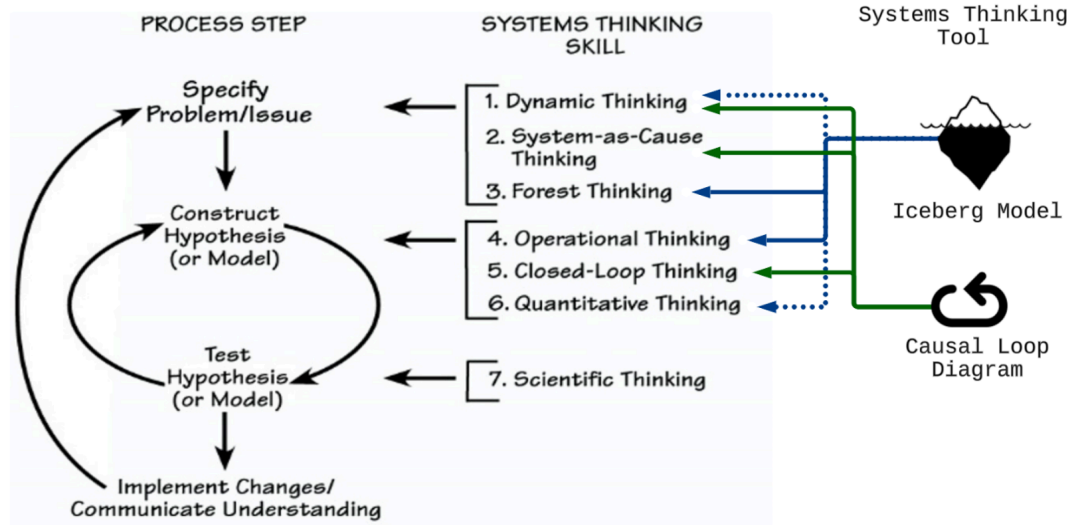 PROCESS STEP
SYSTEMS THINKING
SKILL
Systems Thinking
Tool
Specify
Problem/Issue
Construct
Hypothesis
(or Model)
Test
Hypothesis
(or Model)
Implement Changes/
Communicate Understanding
1. Dynamic Thinking
2. System-as-Cause
Thinking
3. Forest Thinking
4. Operational Thinking
5. Closed-Loop Thinking
6. Quantitative Thinking
7. Scientific Thinking
Iceberg Model
Causal Loop
Diagram